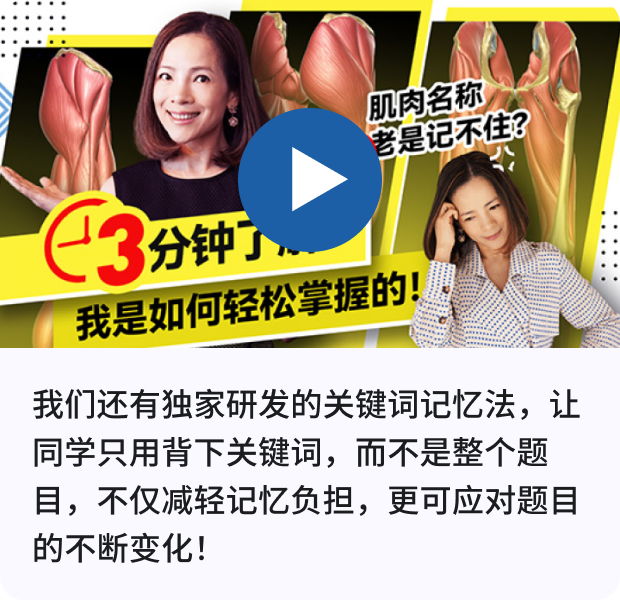 肌肉名称
老是记不住?
3分钟了
我是如何轻松掌握的!
我们还有独家研发的关键词记忆法，让
同学只用背下关键词，而不是整个题
目，不仅减轻记忆负担，更可应对题目
的不断变化！